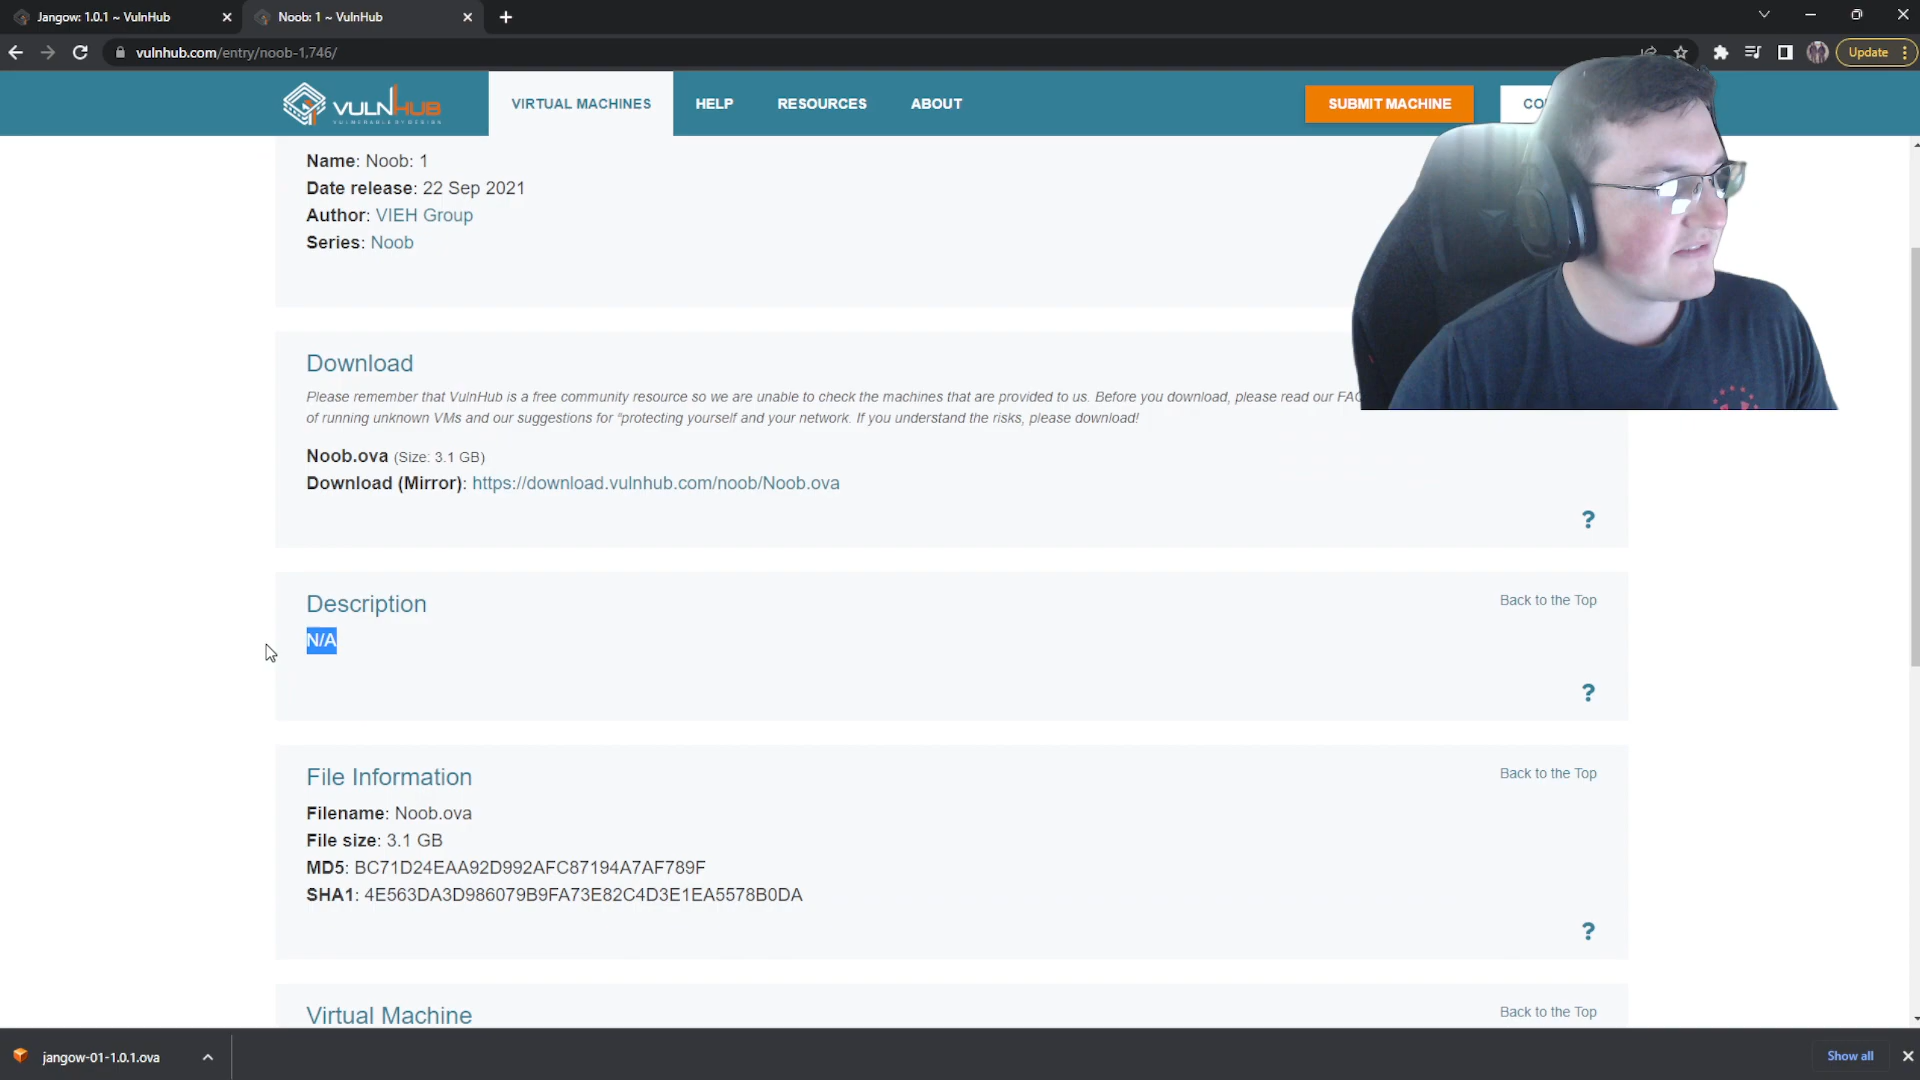 Jangow: 1.0.1 ~ VulnHub
Noob: 1 ~ VulnHub
vulnhub.com/entry/noob-1,746/
Update
VULNHUB
VULNERABLE BY DESIGN
VIRTUAL MACHINES
HELP
RESOURCES
ABOUT
SUBMIT MACHINE
Name: Noob: 1
Date release: 22 Sep 2021
Author: VIEH Group
Series: Noob
Download
Please remember that VulnHub is a free community resource so we are unable to check the machines that are provided to us. Before you download, please read our FAQ
of running unknown VMs and our suggestions for "protecting yourself and your network. If you understand the risks, please download!
Noob.ova (Size: 3.1 GB)
Download (Mirror): https://download.vulnhub.com/noob/Noob.ova
?
Description
Back to the Top
N/A
?
File Information
Back to the Top
Filename: Noob.ova
File size: 3.1 GB
MD5: BC71D24EAA92D992AFC87194A7AF789F
SHA1: 4E563DA3D986079B9FA73E82C4D3E1EA5578B0DA
?
Virtual Machine
Back to the Top
jangow-01-1.0.1.ova
Show all